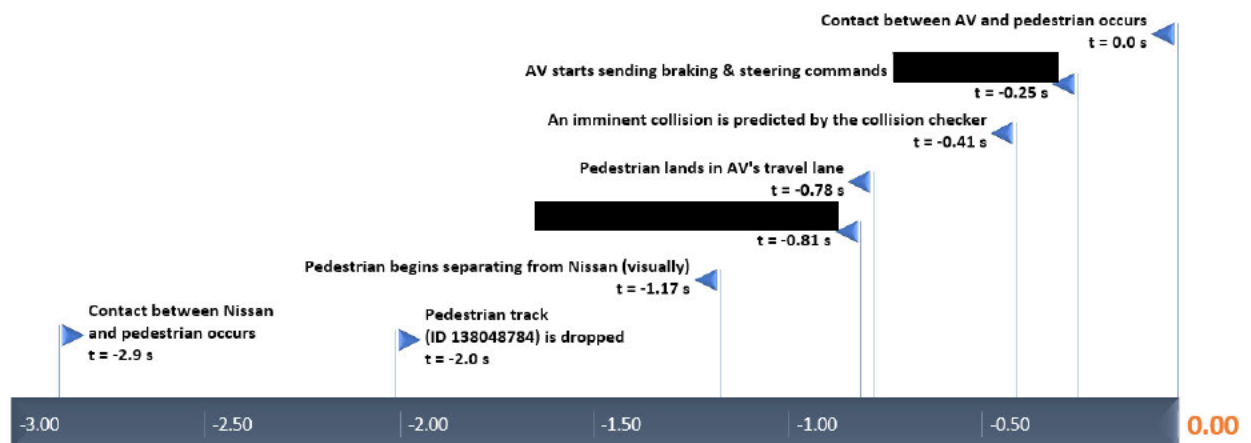 Contact between AV and pedestrian occurs
t = 0.0 s
AV starts sending braking & steering commands
t = -0.25 s
An imminent collision is predicted by the collision checker
t = -0.41 s
Pedestrian lands in AV's travel lane
t = -0.78 s
t = -0.81 s
Pedestrian begins separating from Nissan (visually)
t = -1.17 s
Contact between Nissan
and pedestrian occurs
t = -2.9 s
Pedestrian track
(ID 138048784) is dropped
t = -2.0 s
-3.00 -2.50 -2.00 -1.50 -1.00 -0.50 0.00